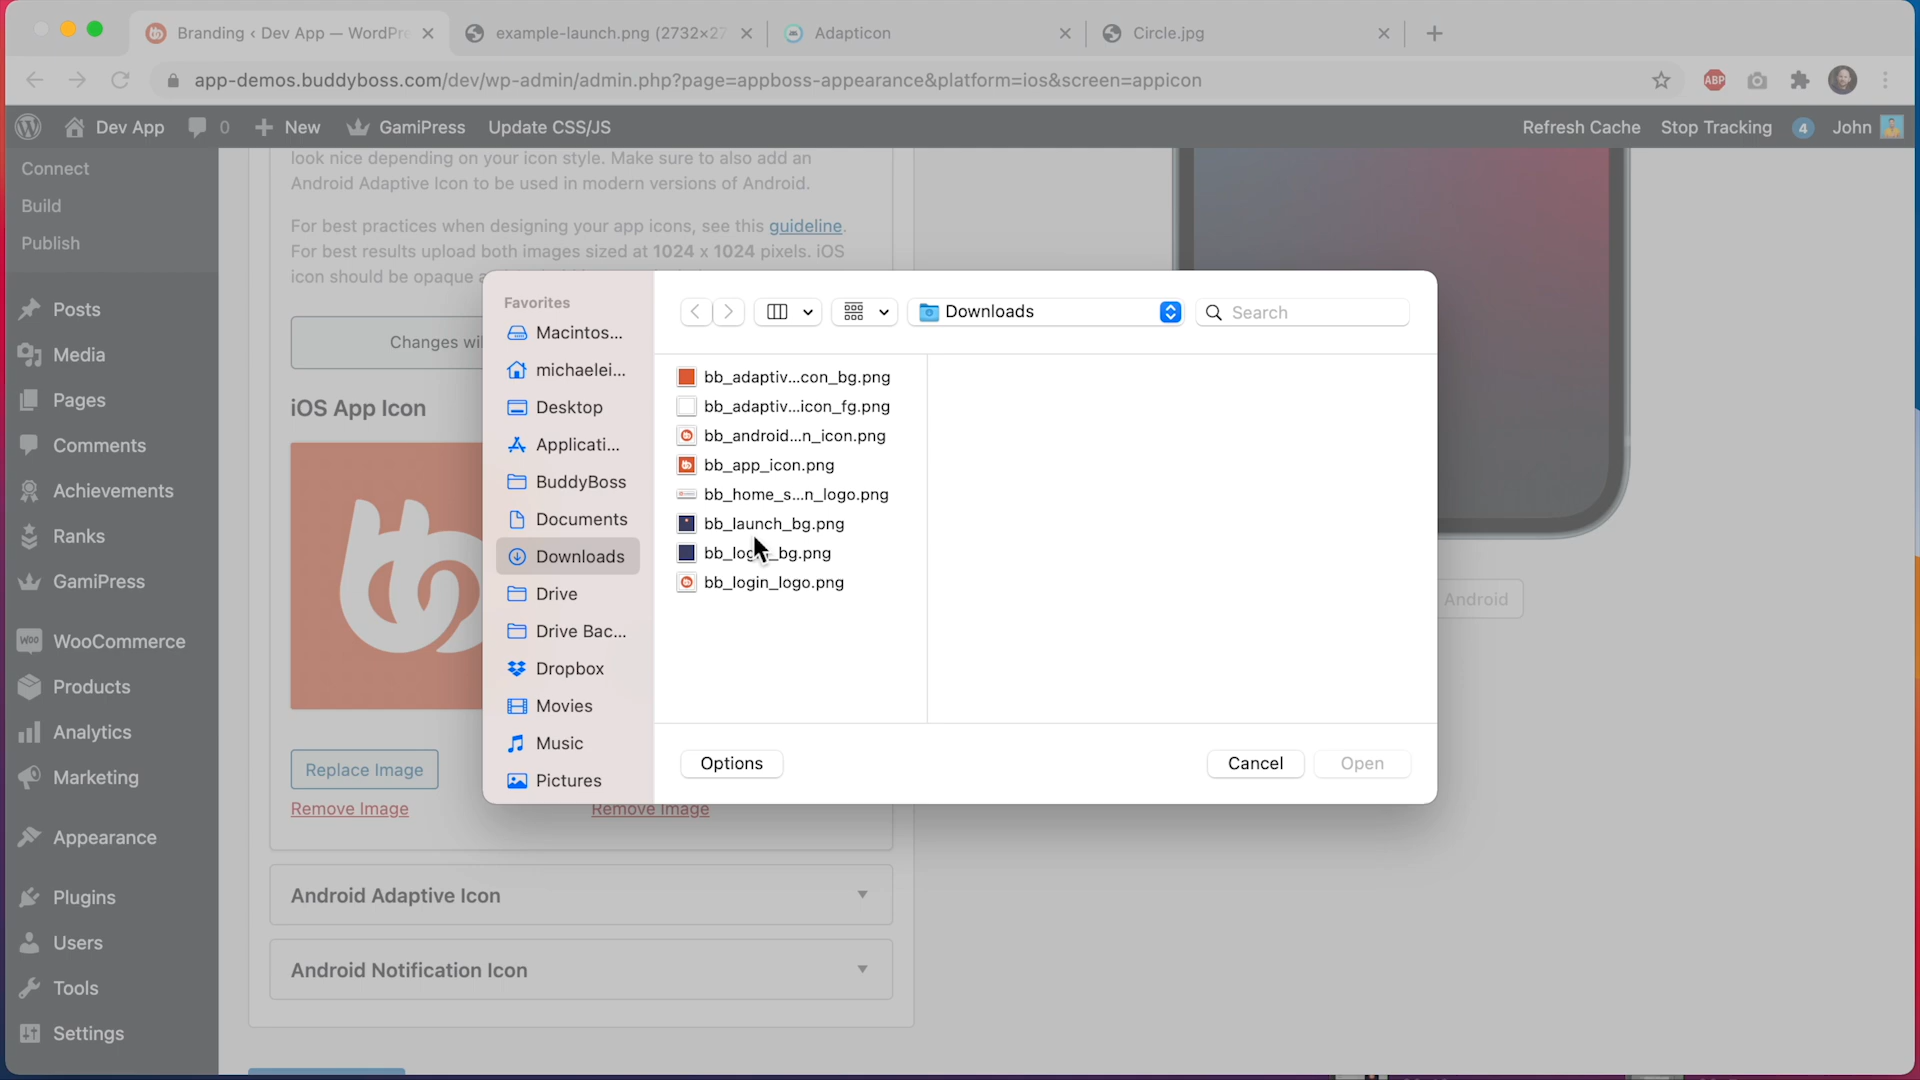 Branding ‹ Dev App — WordPre
example-launch.png (2732×27
Adapticon
Circle.jpg
app-demos.buddyboss.com/dev/wp-admin/admin.php?page=appboss-appearance&platform=ios&screen=appicon
ABP
Dev App
0
New
GamiPress
Update CSS/JS
Refresh Cache
Stop Tracking
4
John
Connect
Build
Publish
Posts
Media
Pages
Comments
Achievements
Ranks
GamiPress
WooCommerce
Products
Analytics
Marketing
Appearance
Plugins
Users
Tools
Settings
look nice depending on your icon style. Make sure to also add an
Android Adaptive Icon to be used in modern versions of Android.
For best practices when designing your app icons, see this guideline.
For best results upload both images sized at 1024 x 1024 pixels. iOS
icon should be opaque
Changes wil
iOS App Icon
Replace Image
Remove Image
Remove Image
Android Adaptive Icon
Android Notification Icon
Android
Favorites
Macintos...
michaelei...
Desktop
Applicati...
BuddyBoss
Documents
Downloads
Drive
Drive Bac...
Dropbox
Movies
Music
Pictures
Downloads
Search
bb_adaptiv...con_bg.png
bb_adaptiv...icon_fg.png
bb_android...n_icon.png
bb_app_icon.png
bb_home_s...n_logo.png
bb_launch_bg.png
bb_login_bg.png
bb_login_logo.png
Options
Cancel
Open